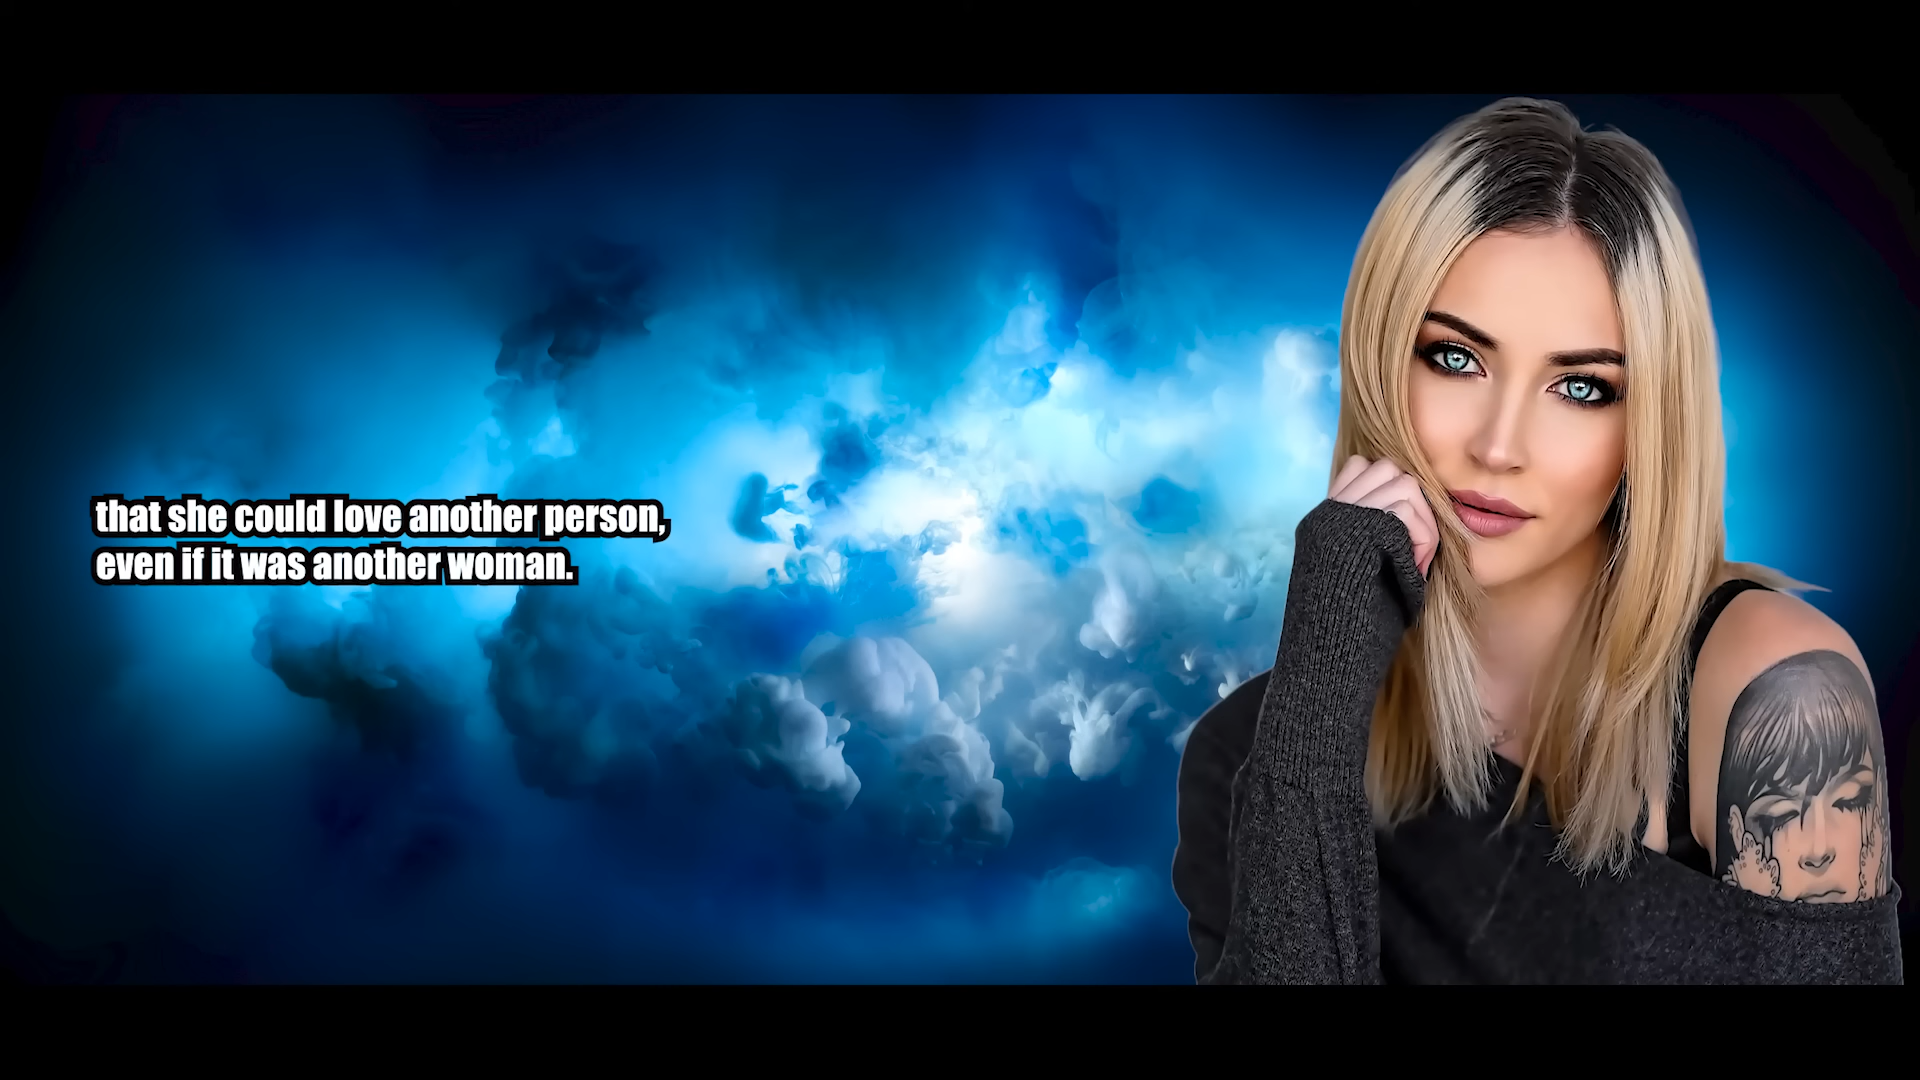 that she could love another person,
even if it was another woman.